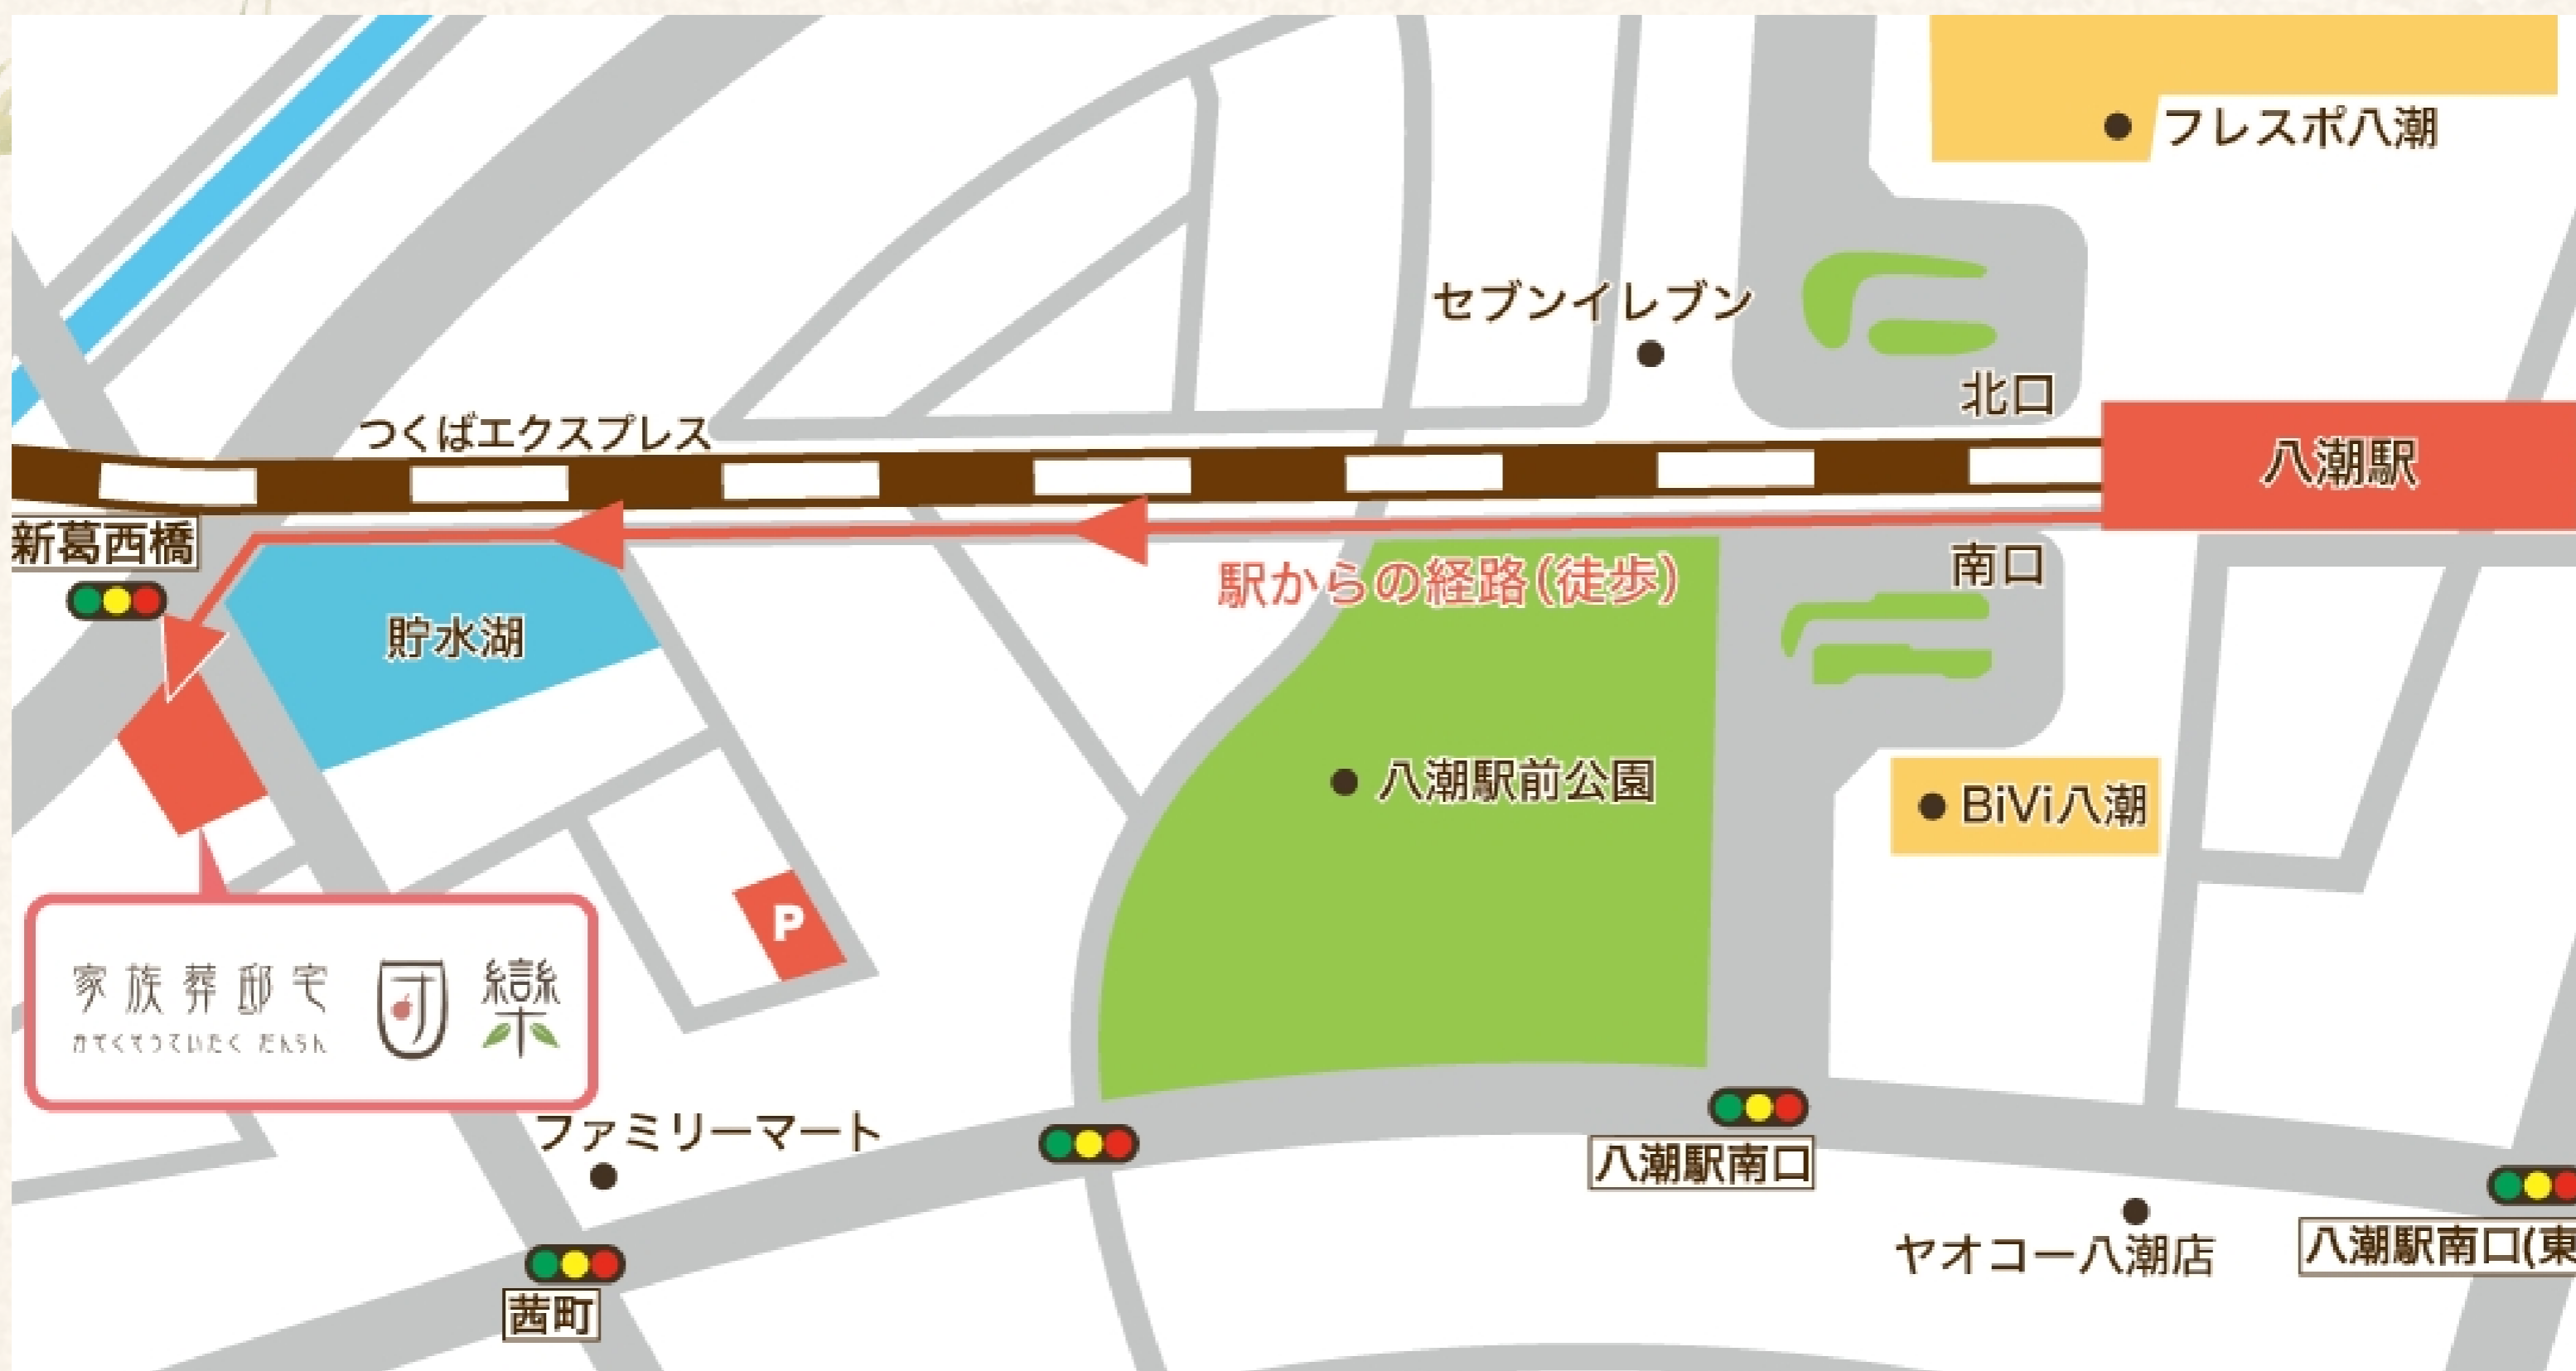 フレスポ八潮
セブンイレブン
北口
つくばエクスプレス
八潮駅
新葛西橋
南口
駅からの経路(徒歩)
貯水湖
八潮駅前公園
BiVi八潮
P
家族葬邸宅 団欒
かぞくそうていたく だんらん
ファミリーマート
八潮駅南口
ヤオコー八潮店
八潮駅南口(東
茜町